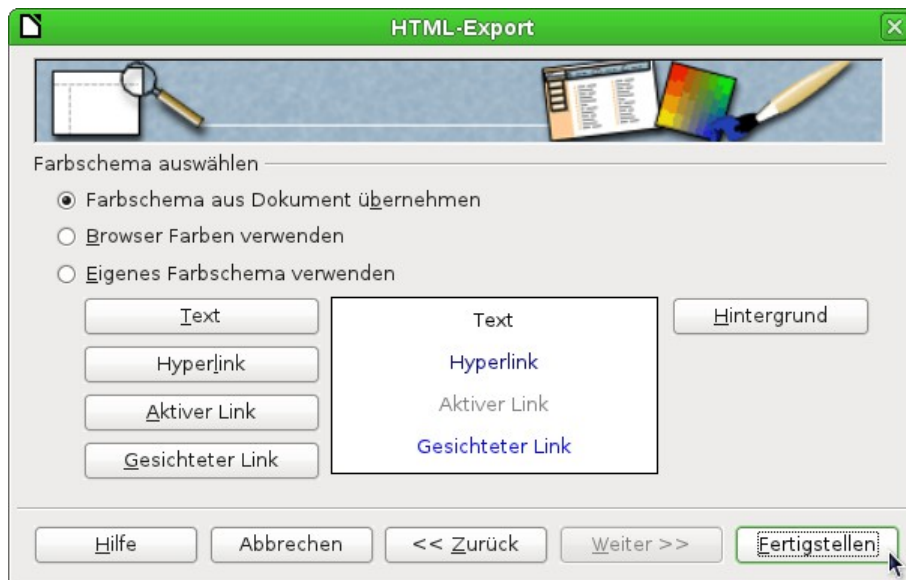 HTML-Export
Farbschema auswählen
Farbschema aus Dokument übernehmen
Browser Farben verwenden
Eigenes Farbschema verwenden
Text
Text
Hintergrund
Hyperlink
Hyperlink
Aktiver Link
Aktiver Link
Gesichteter Link
Gesichteter Link
Hilfe
Abbrechen
<< Zurück
Weiter >>
Fertigstellen